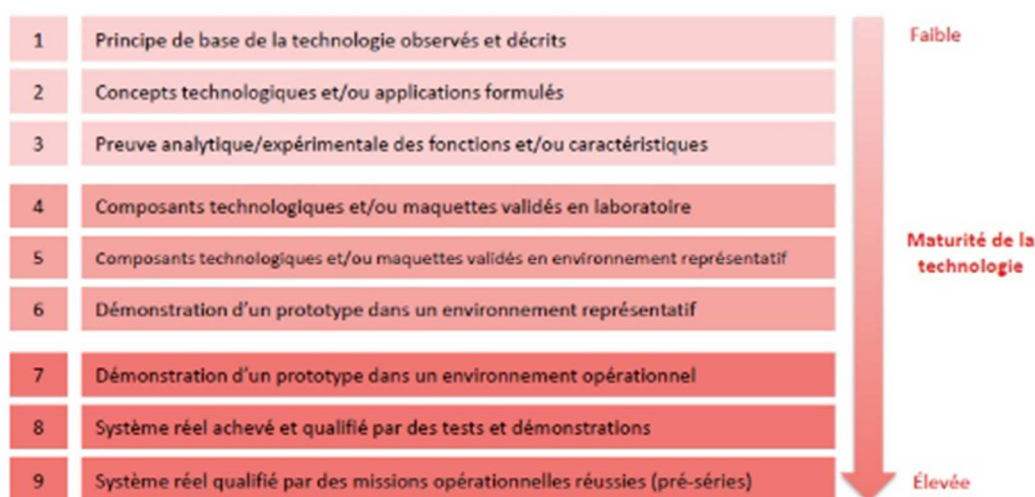 1 Principe de base de la technologie observés et décrits
Faible
2 Concepts technologiques et/ou applications formulés
3 Preuve analytique/expérimentale des fonctions et/ou caractéristiques
4 Composants technologiques et/ou maquettes validés en laboratoire
Maturité de la
technologie
5 Composants technologiques et/ou maquettes validés en environnement représentatif
6 Démonstration d'un prototype dans un environnement représentatif
7 Démonstration d'un prototype dans un environnement opérationnel
8 Système réel achevé et qualifié par des tests et démonstrations
9 Système réel qualifié par des missions opérationnelles réussies (pré-séries)
Élevée